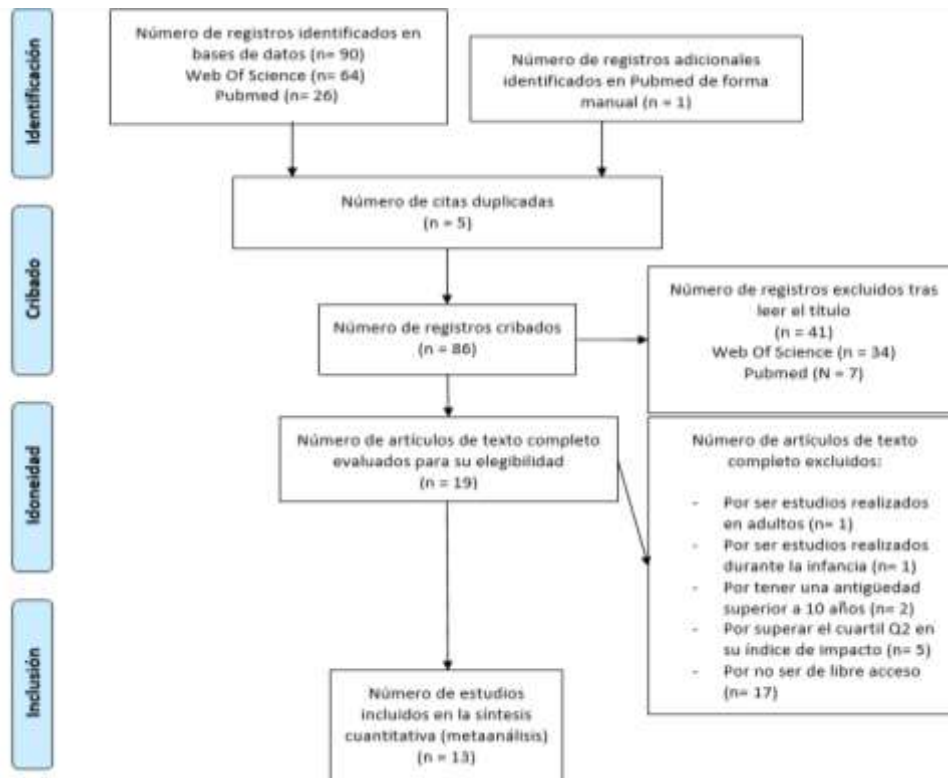 Identificación
Número de registros identificados en
bases de datos (n= 90)
Web Of Science (n= 64)
Pubmed (n= 26)
Número de registros adicionales
identificados en Pubmed de forma
manual (n = 1)
Número de citas duplicadas
(n = 5)
Cribado
Número de registros cribados
(n = 86)
Número de registros excluidos tras
leer el título
(n = 41)
Web Of Science (n = 34)
Pubmed (N = 7)
Idoneidad
Número de artículos de texto completo
evaluados para su elegibilidad
(n = 19)
Número de artículos de texto
completo excluidos:
- Por ser estudios realizados
en adultos (n= 1)
- Por ser estudios realizados
durante la infancia (n= 1)
- Por tener una antigüedad
superior a 10 años (n= 2)
- Por superar el cuartil Q2 en
su índice de impacto (n= 5)
- Por no ser de libre acceso
(n= 17)
Inclusión
Número de estudios
incluidos en la síntesis
cuantitativa (metaanálisis)
(n = 13)